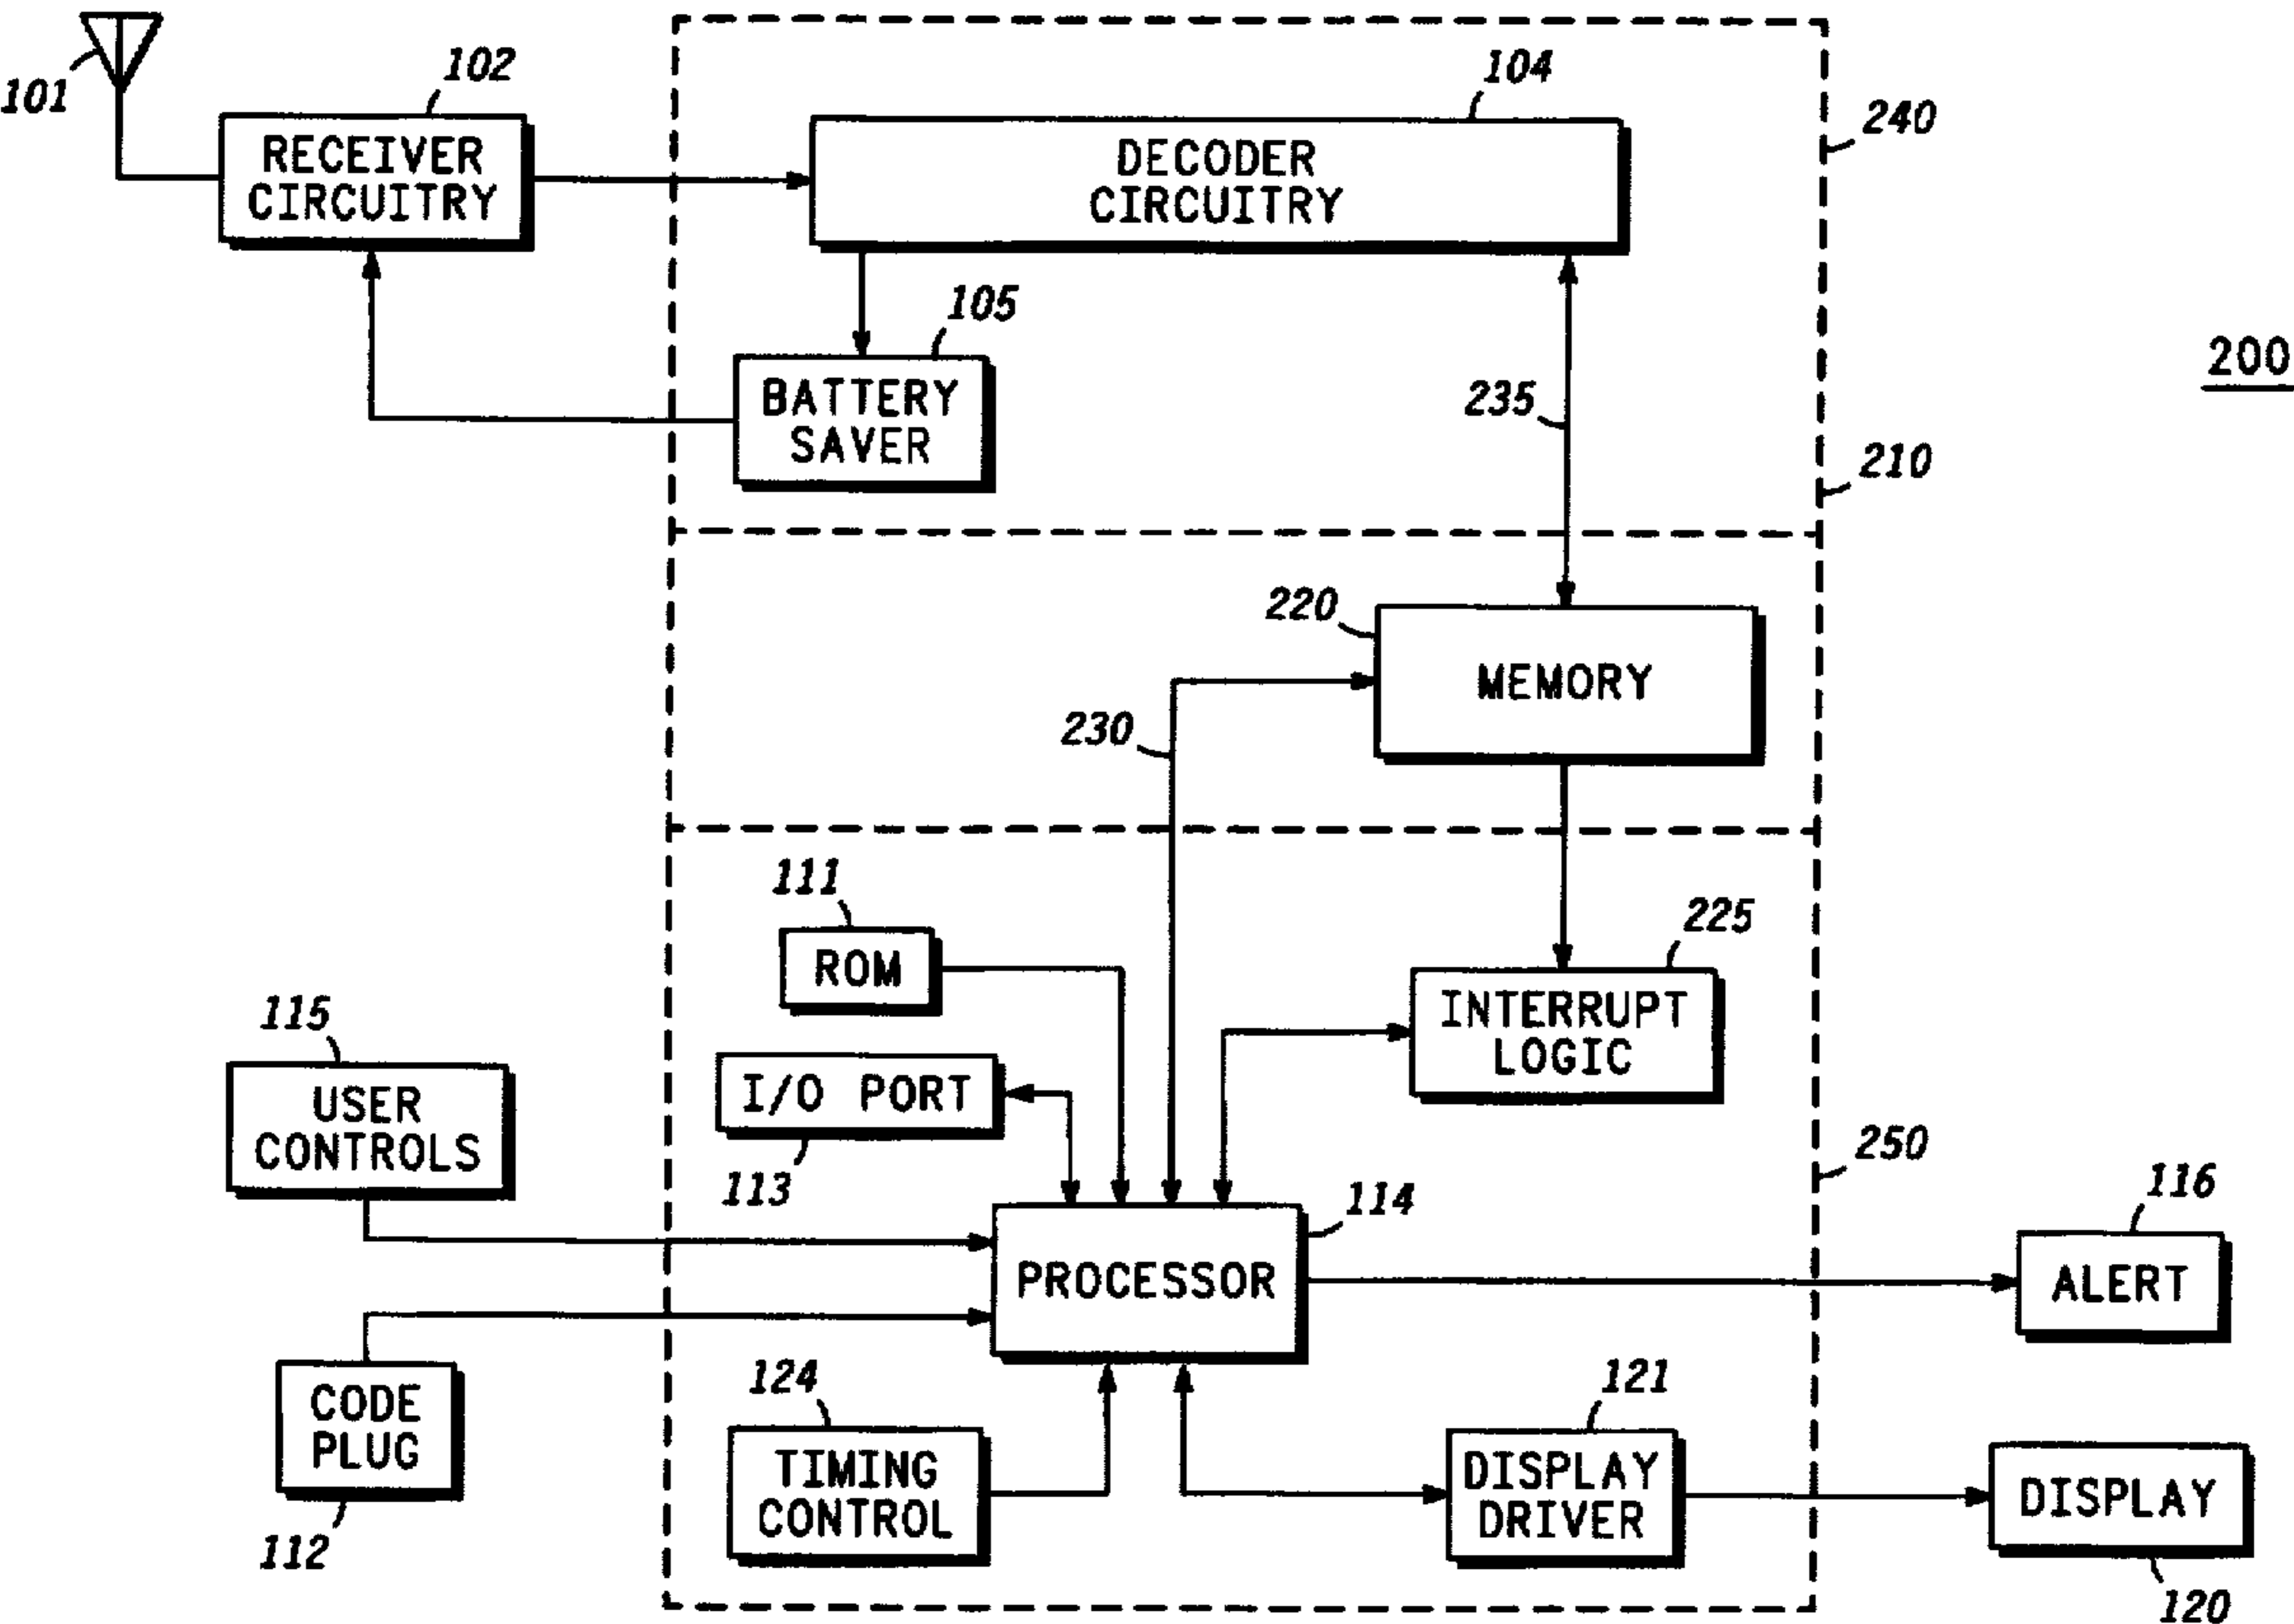 101
102
RECEIVER
CIRCUITRY
104
DECODER
CIRCUITRY
240
105
BATTERY
SAVER
235
200
210
220
MEMORY
230
111
ROM
225
INTERRUPT
LOGIC
115
USER
CONTROLS
I/O PORT
113
250
114
PROCESSOR
116
ALERT
CODE
PLUG
112
124
TIMING
CONTROL
121
DISPLAY
DRIVER
DISPLAY
120